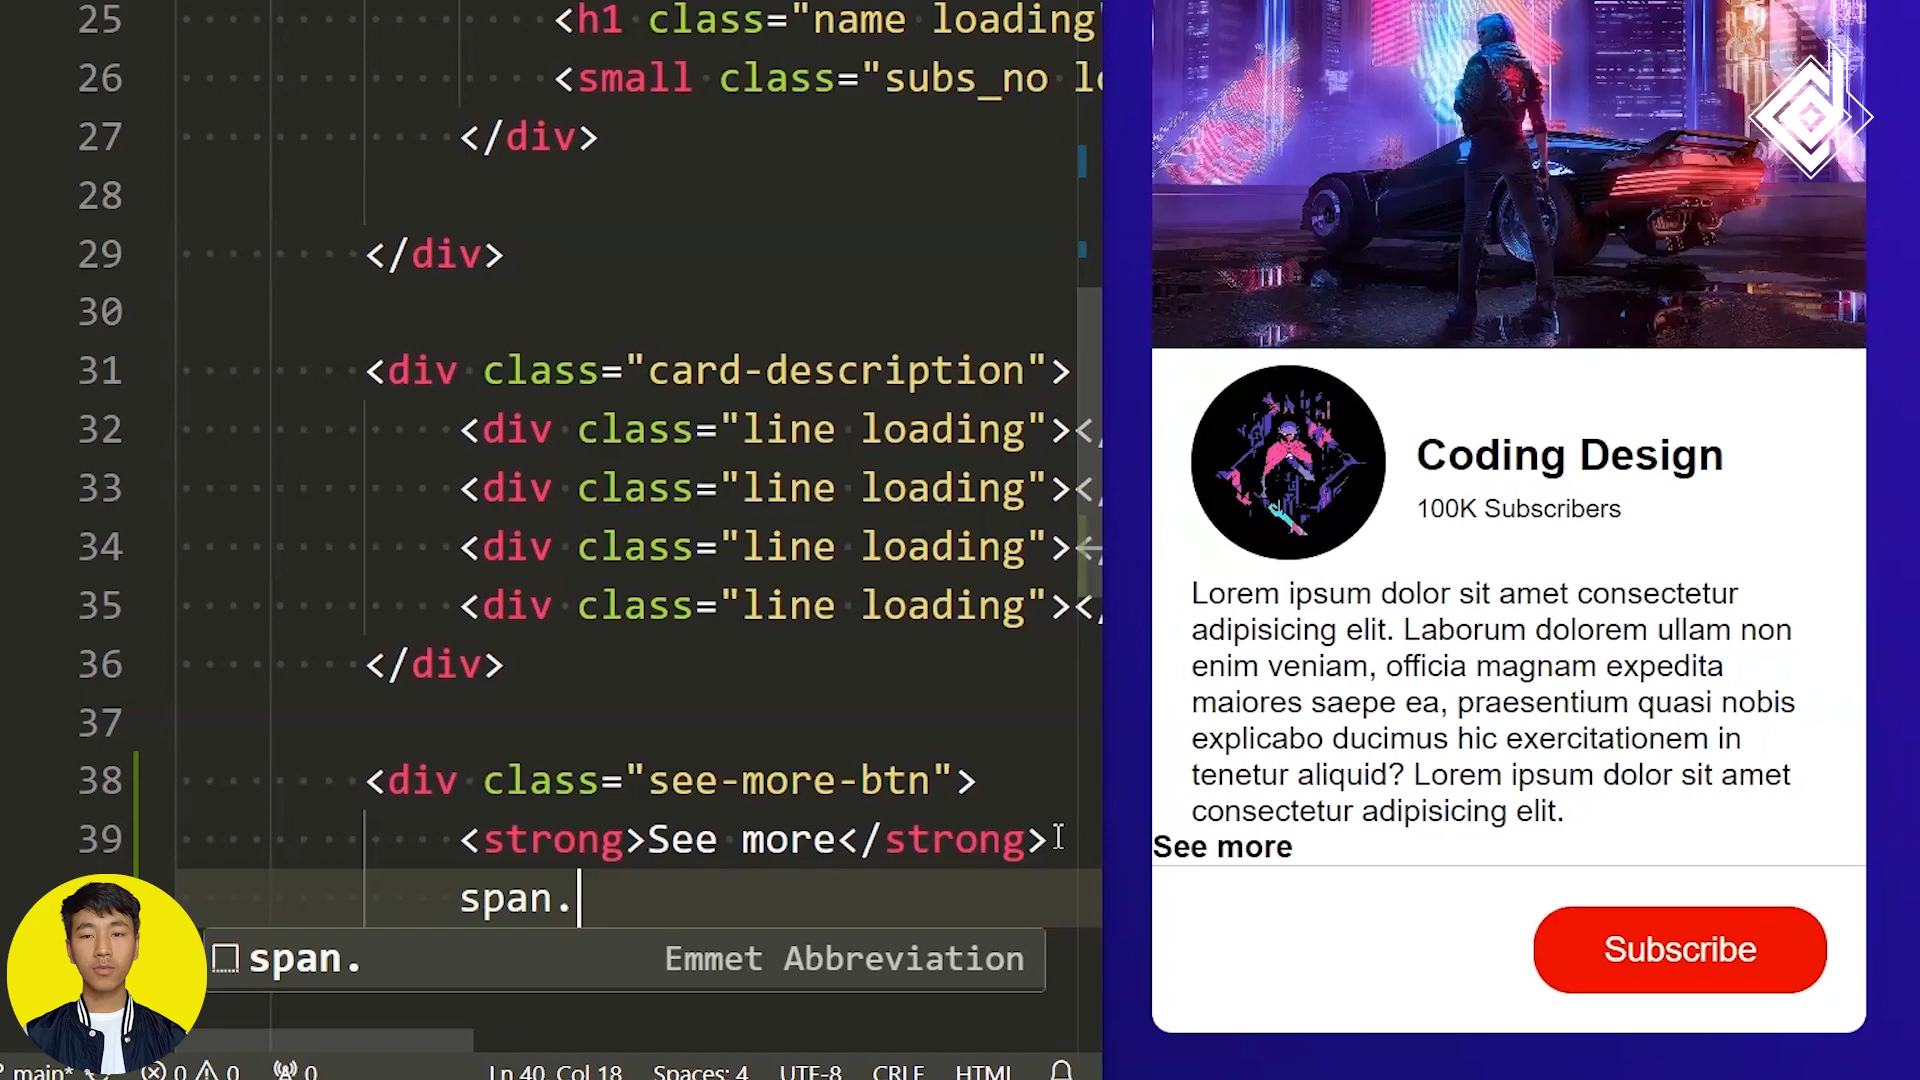 25 <h1 class="name loading
26 <small class="subs_no lo
27 </div>
28
29 </div>
30
31 <div class="card-description">
32 <div class="line loading"></
33 <div class="line loading"></
34 <div class="line loading"></
35 <div class="line loading"></
36 </div>
37
38 <div class="see-more-btn">
39 <strong>See more</strong>
span.
span. Emmet Abbreviation
main* 0 0 0 Ln 40, Col 18 Spaces: 4 UTF-8 CRLF HTML
Coding Design
100K Subscribers
Lorem ipsum dolor sit amet consectetur
adipisicing elit. Laborum dolorem ullam non
enim veniam, officia magnam expedita
maiores saepe ea, praesentium quasi nobis
explicabo ducimus hic exercitationem in
tenetur aliquid? Lorem ipsum dolor sit amet
consectetur adipisicing elit.
See more
Subscribe